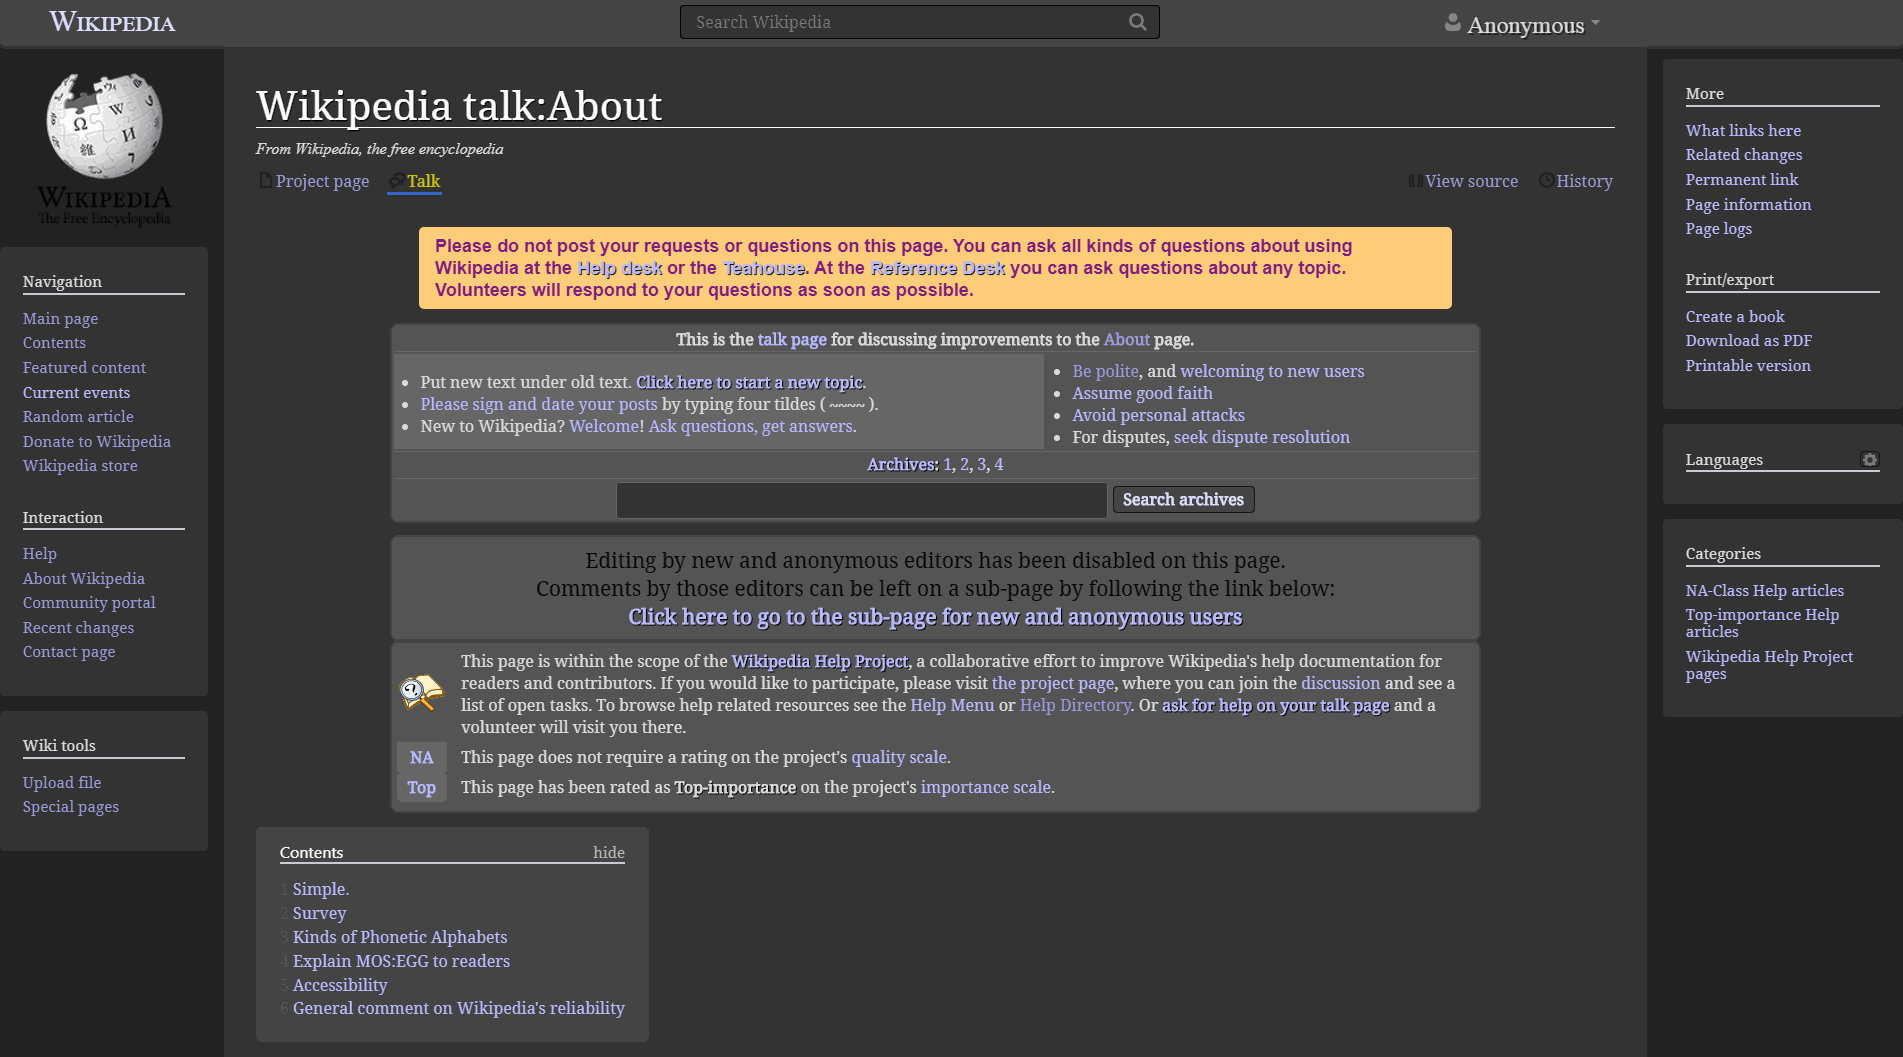 WIKIPEDIA
Search Wikipedia
Anonymous
WIKIPEDIA
The Free Encyclopedia
Navigation
Main page
Contents
Featured content
Current events
Random article
Donate to Wikipedia
Wikipedia store
Interaction
Help
About Wikipedia
Community portal
Recent changes
Contact page
Wiki tools
Upload file
Special pages
Wikipedia talk:About
From Wikipedia, the free encyclopedia
Project page
Talk
View source
History
Please do not post your requests or questions on this page. You can ask all kinds of questions about using
Wikipedia at the Help desk or the Teahouse. At the Reference Desk you can ask questions about any topic.
Volunteers will respond to your questions as soon as possible.
This is the talk page for discussing improvements to the About page.
• Put new text under old text. Click here to start a new topic.
• Please sign and date your posts by typing four tildes ( ~~~~ ).
• New to Wikipedia? Welcome! Ask questions, get answers.
• Be polite, and welcoming to new users
• Assume good faith
• Avoid personal attacks
• For disputes, seek dispute resolution
Archives: 1, 2, 3, 4
Search archives
Editing by new and anonymous editors has been disabled on this page.
Comments by those editors can be left on a sub-page by following the link below:
Click here to go to the sub-page for new and anonymous users
This page is within the scope of the Wikipedia Help Project, a collaborative effort to improve Wikipedia's help documentation for
readers and contributors. If you would like to participate, please visit the project page, where you can join the discussion and see a
list of open tasks. To browse help related resources see the Help Menu or Help Directory. Or ask for help on your talk page and a
volunteer will visit you there.
NA This page does not require a rating on the project's quality scale.
Top This page has been rated as Top-importance on the project's importance scale.
Contents hide
1 Simple.
2 Survey
3 Kinds of Phonetic Alphabets
4 Explain MOS:EGG to readers
5 Accessibility
6 General comment on Wikipedia's reliability
More
What links here
Related changes
Permanent link
Page information
Page logs
Print/export
Create a book
Download as PDF
Printable version
Languages
Categories
NA-Class Help articles
Top-importance Help
articles
Wikipedia Help Project
pages